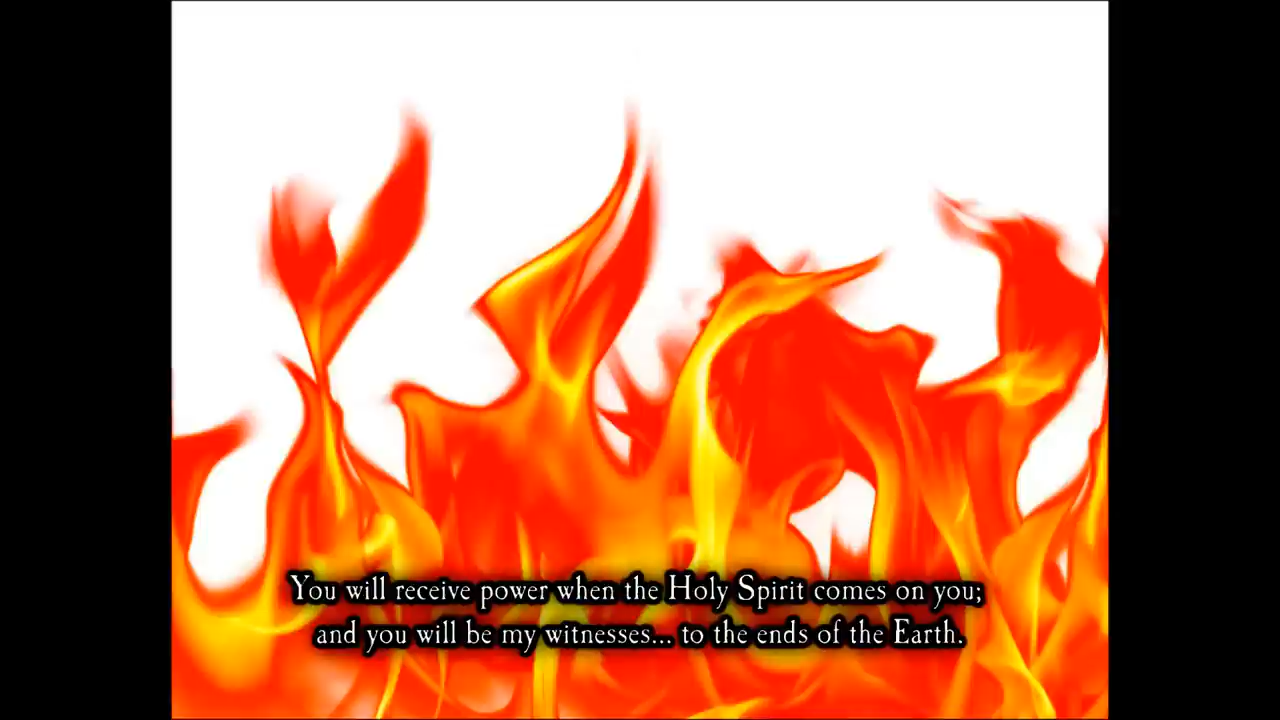 You will receive power when the Holy Spirit comes on you;
and you will be my witnesses... to the ends of the Earth.